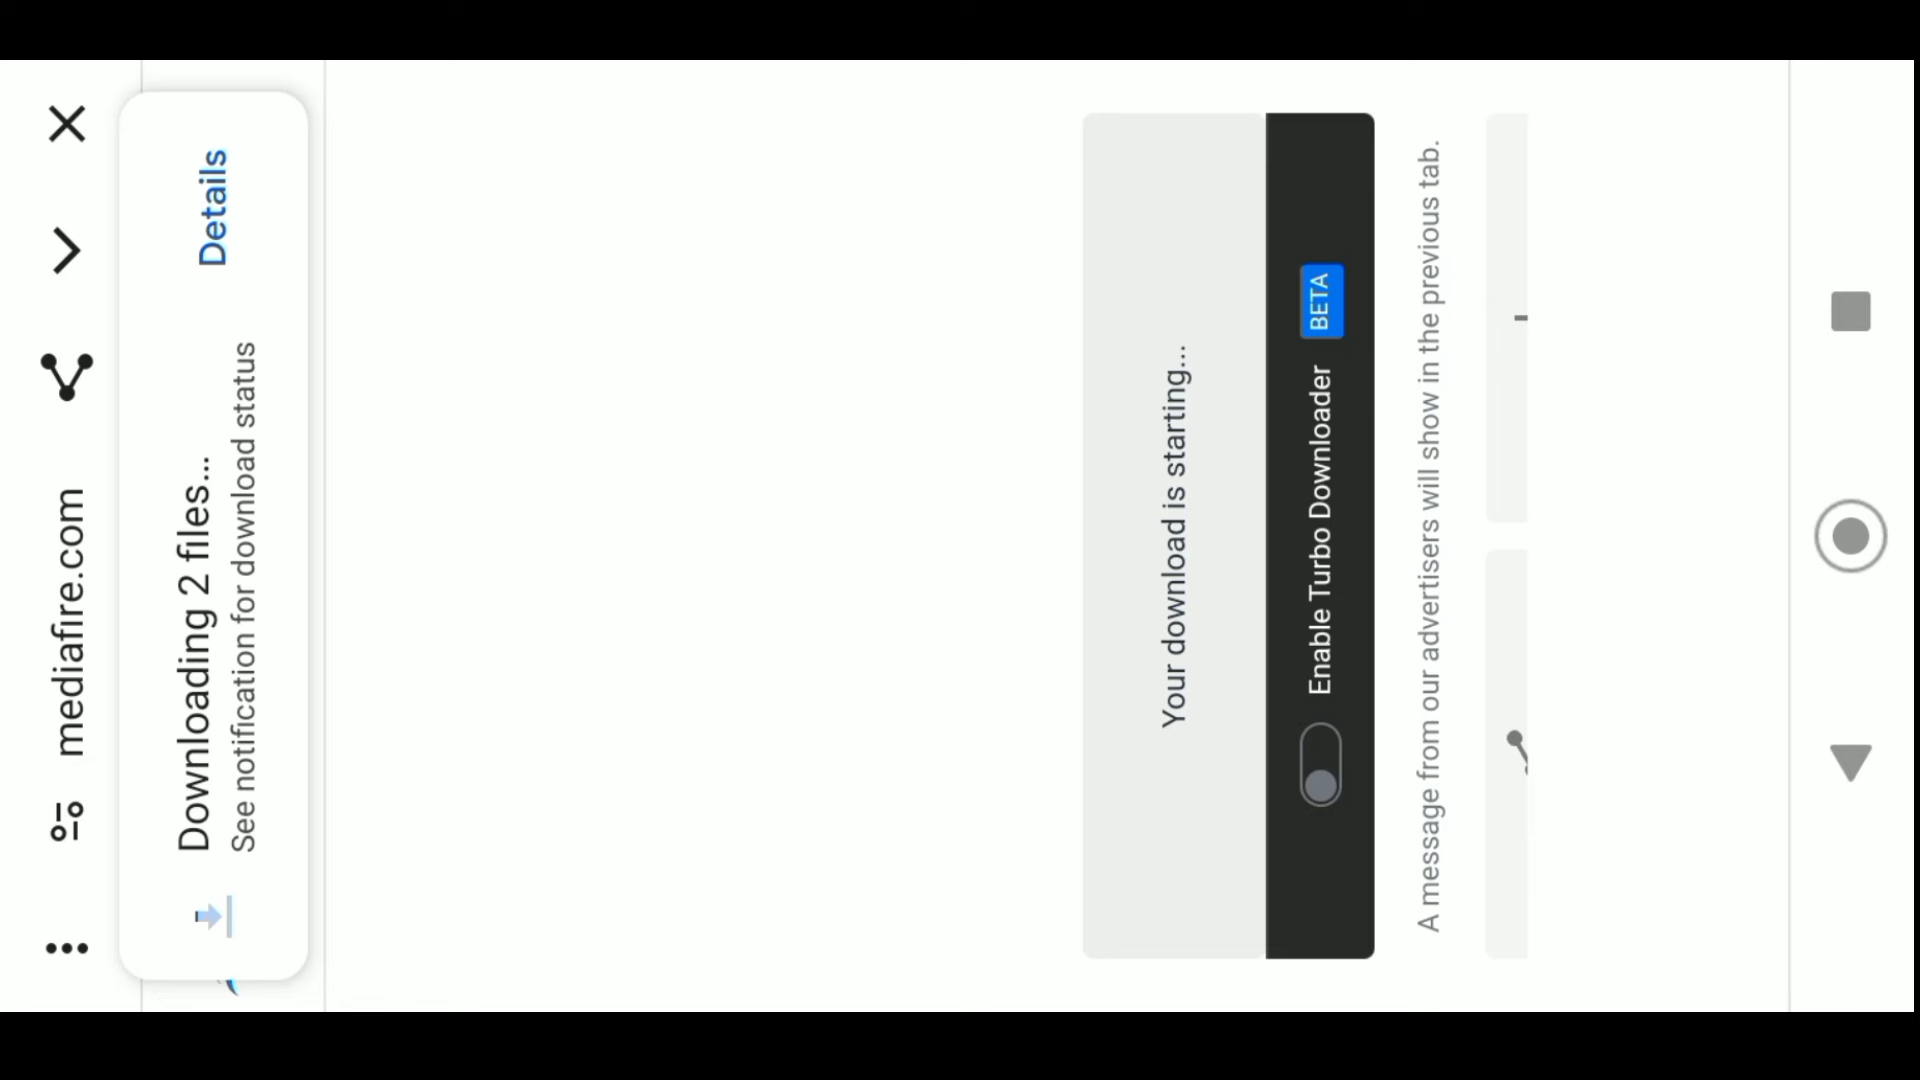 mediafire.com
Downloading 2 files...
See notification for download status
Details
Your download is starting...
Enable Turbo Downloader BETA
A message from our advertisers will show in the previous tab.